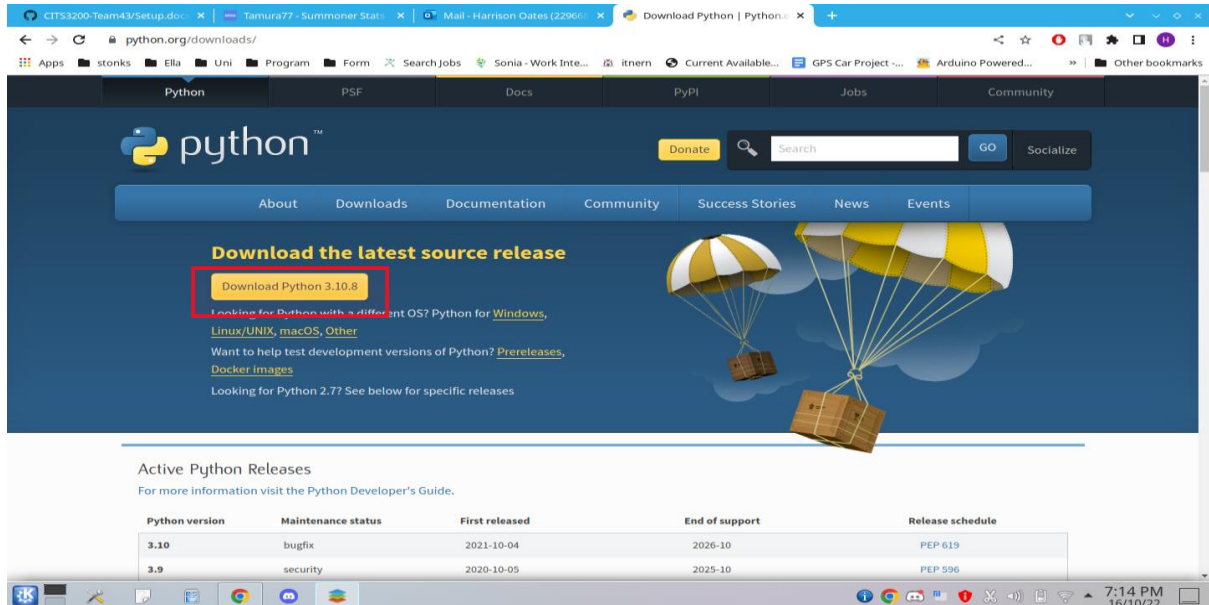 CITS3200-Team43/Setup.doc
Tamura77 - Summoner Stats
Mail - Harrison Oates (22966
Download Python | Python.o
python.org/downloads/
Apps stonks Ella Uni Program Form Search Jobs Sonia - Work Inte... itnern Current Available... GPS Car Project -... Arduino Powered... » Other bookmarks
Python PSF Docs PyPI Jobs Community
python™
Donate Search GO Socialize
About Downloads Documentation Community Success Stories News Events
Download the latest source release
Download Python 3.10.8
Looking for Python with a different OS? Python for Windows,
Linux/UNIX, macOS, Other
Want to help test development versions of Python? Prereleases,
Docker images
Looking for Python 2.7? See below for specific releases
Active Python Releases
For more information visit the Python Developer's Guide.
Python version Maintenance status First released End of support Release schedule
3.10 bugfix 2021-10-04 2026-10 PEP 619
3.9 security 2020-10-05 2025-10 PEP 596
7:14 PM
16/10/22